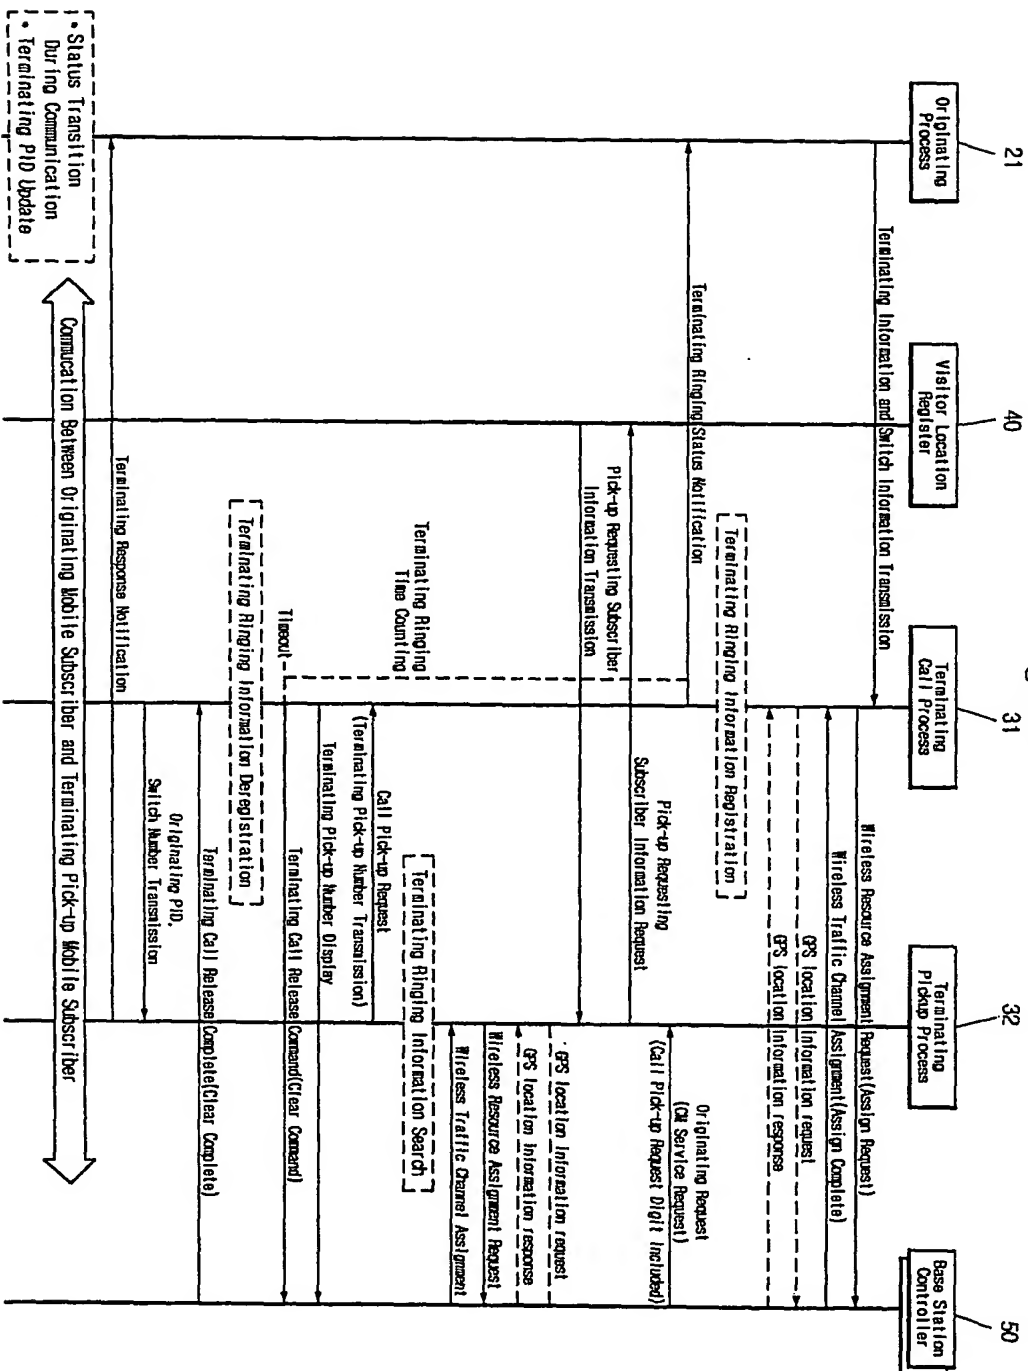 21
Originating
Process
40
Visitor Location
Register
31
Terminating
Call Process
32
Terminating
Pickup Process
50
Base Station
Controller
Terminating Information and Switch Information Transmission
Wireless Resource Assignment Request(Assign Request)
Wireless Traffic Channel Assignment(Assign Complete)
GPS location Information request
GPS location Information response
Terminating Ringing Information Registration
Terminating Ringing Status Notification
Originating Request
(CM Service Request)
(Call Pick-up Request Digit Included)
Pick-up Requesting
Subscriber Information Request
Pick-up Requesting Subscriber
Information Transmission
GPS location Information request
GPS location Information response
Wireless Resource Assignment Request
Wireless Traffic Channel Assignment
Terminating Ringing Information Search
Call Pick-up Request
(Terminating Pick-up Number Transmission)
Terminating Ringing
Time Counting
Terminating Pick-up Number Display
Timeout
Terminating Call Release Command(Clear Command)
Terminating Ringing Information Deregistration
Terminating Call Release Complete(Clear Complete)
Originating PID,
Switch Number Transmission
Terminating Response Notification
Commucation Between Originating Mobile Subscriber and Terminating Pick-up Mobile Subscriber
• Status Transition
During Communication
• Terminating PID Update